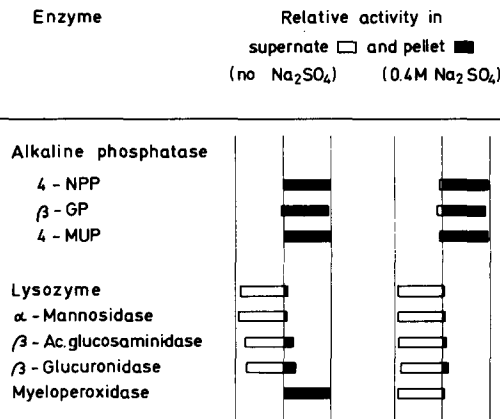 Enzyme
Relative activity in
supernate □ and pellet ■
(no Na₂SO₄) (0.4M Na₂SO₄)
Alkaline phosphatase
4-NPP
β-GP
4-MUP
Lysozyme
α-Mannosidase
β-Ac.glucosaminidase
β-Glucuronidase
Myeloperoxidase